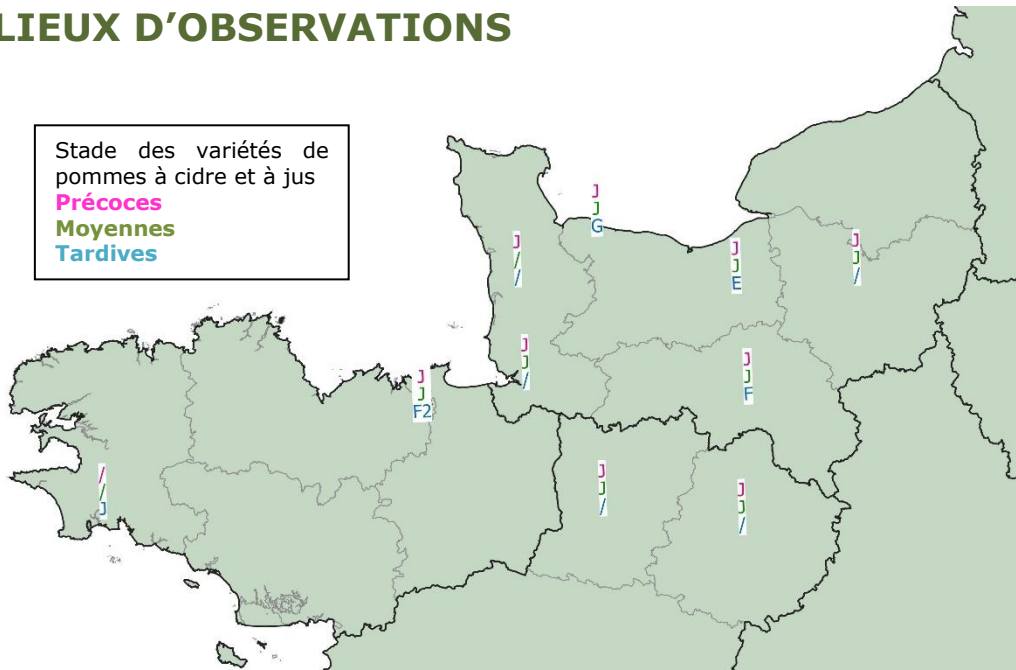 LIEUX D’OBSERVATIONS
Stade des variétés de
pommes à cidre et à jus
Précoces
Moyennes
Tardives
J
J
G
J
/
/
J
J
E
J
J
/
J
J
/
J
J
F
J
J
F2
/
/
J
J
J
/
J
J
/